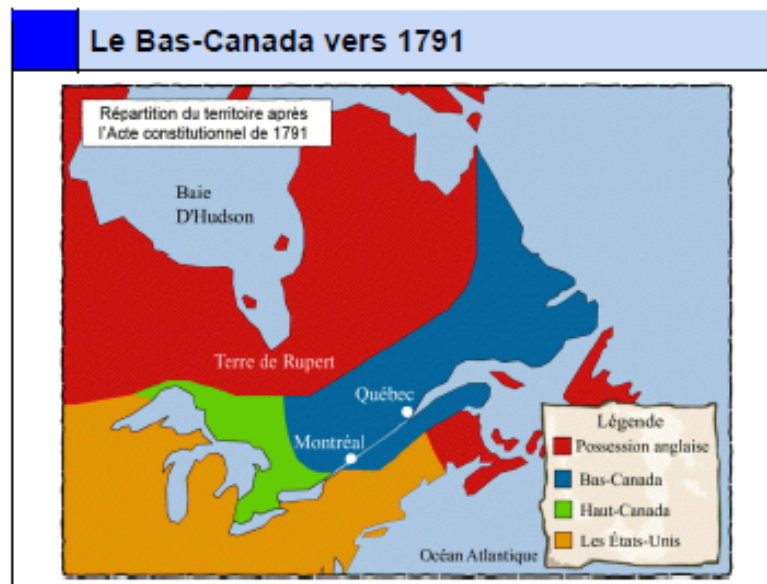 Le Bas-Canada vers 1791
Répartition du territoire après
l'Acte constitutionnel de 1791
Baie
D'Hudson
Terre de Rupert
Québec
Montréal
Légende
Possession anglaise
Bas-Canada
Haut-Canada
Les États-Unis
Océan Atlantique